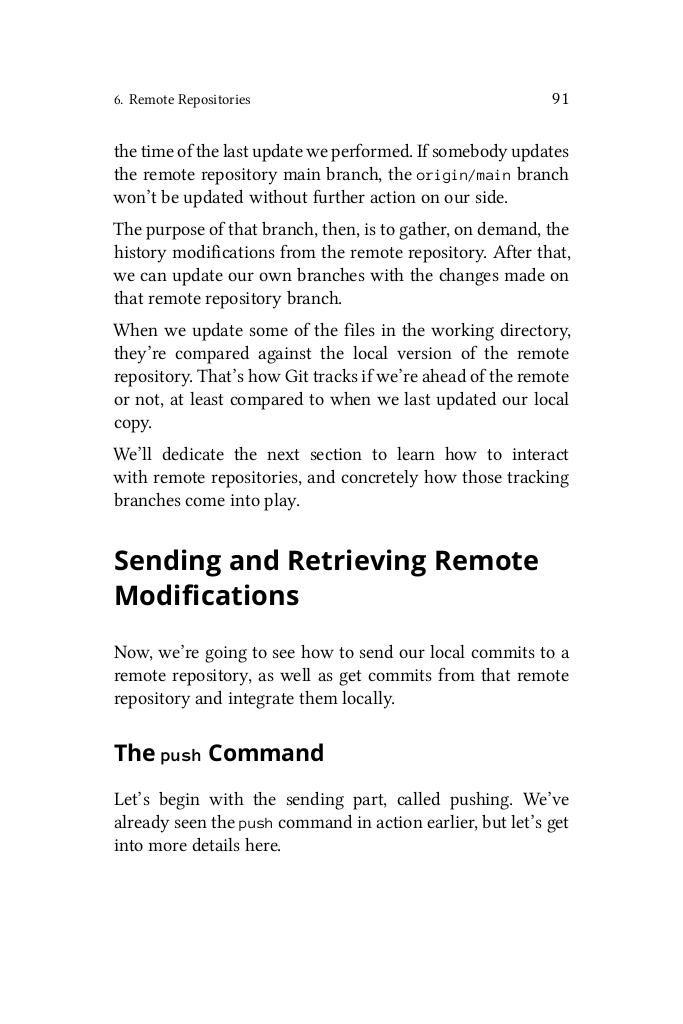 6. Remote Repositories 91
the time of the last update we performed. If somebody updates
the remote repository main branch, the origin/main branch
won’t be updated without further action on our side.
The purpose of that branch, then, is to gather, on demand, the
history modifications from the remote repository. After that,
we can update our own branches with the changes made on
that remote repository branch.
When we update some of the files in the working directory,
they’re compared against the local version of the remote
repository. That’s how Git tracks if we’re ahead of the remote
or not, at least compared to when we last updated our local
copy.
We’ll dedicate the next section to learn how to interact
with remote repositories, and concretely how those tracking
branches come into play.
Sending and Retrieving Remote
Modifications
Now, we’re going to see how to send our local commits to a
remote repository, as well as get commits from that remote
repository and integrate them locally.
The push Command
Let’s begin with the sending part, called pushing. We’ve
already seen the push command in action earlier, but let’s get
into more details here.